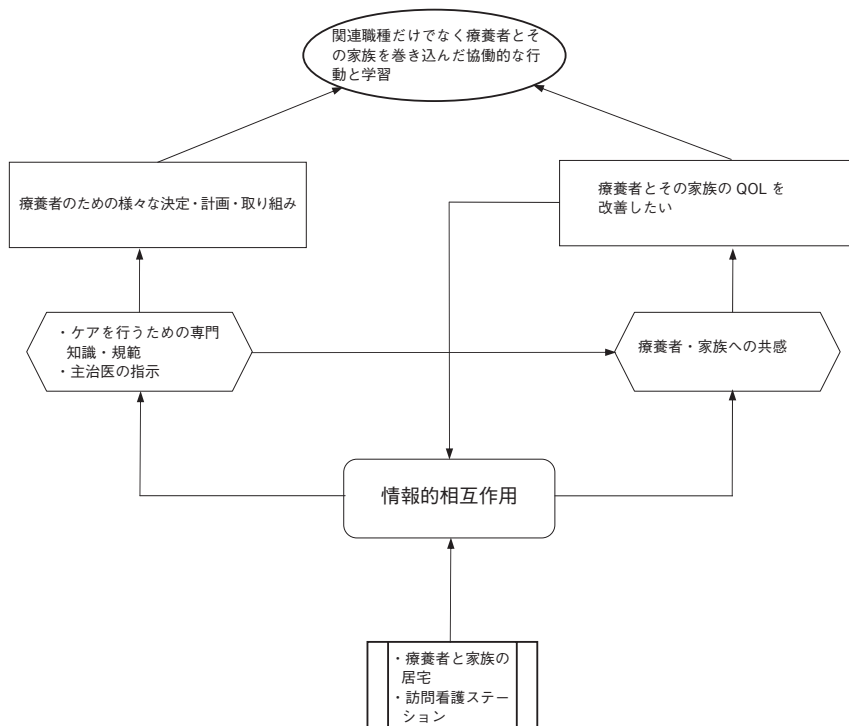 関連職種だけでなく療養者とそ
の家族を巻き込んだ協働的な行
動と学習
療養者のための様々な決定・計画・取り組み
療養者とその家族の QOL を
改善したい
・ケアを行うための専門
知識・規範
・主治医の指示
療養者・家族への共感
情報的相互作用
・療養者と家族の
居宅
・訪問看護ステー
ション